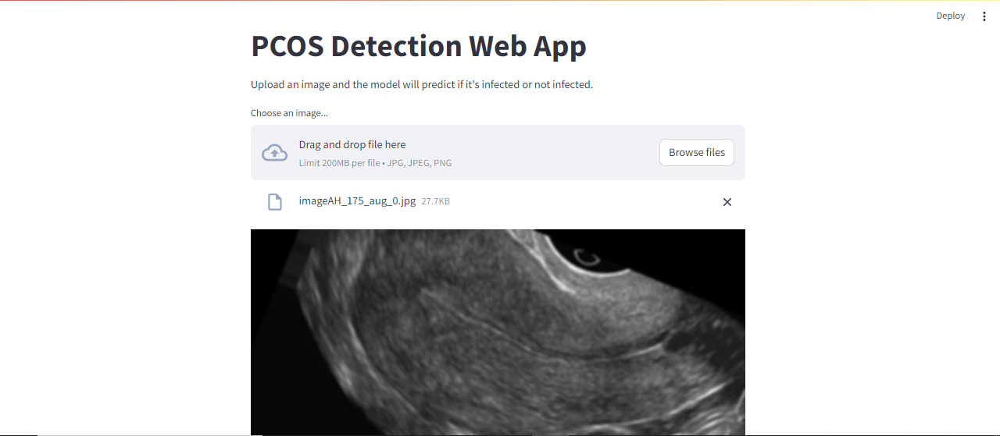 Deploy
PCOS Detection Web App
Upload an image and the model will predict if it's infected or not infected.
Choose an image...
Drag and drop file here
Limit 200MB per file • JPG, JPEG, PNG
Browse files
imageAH_175_aug_0.jpg 27.7KB